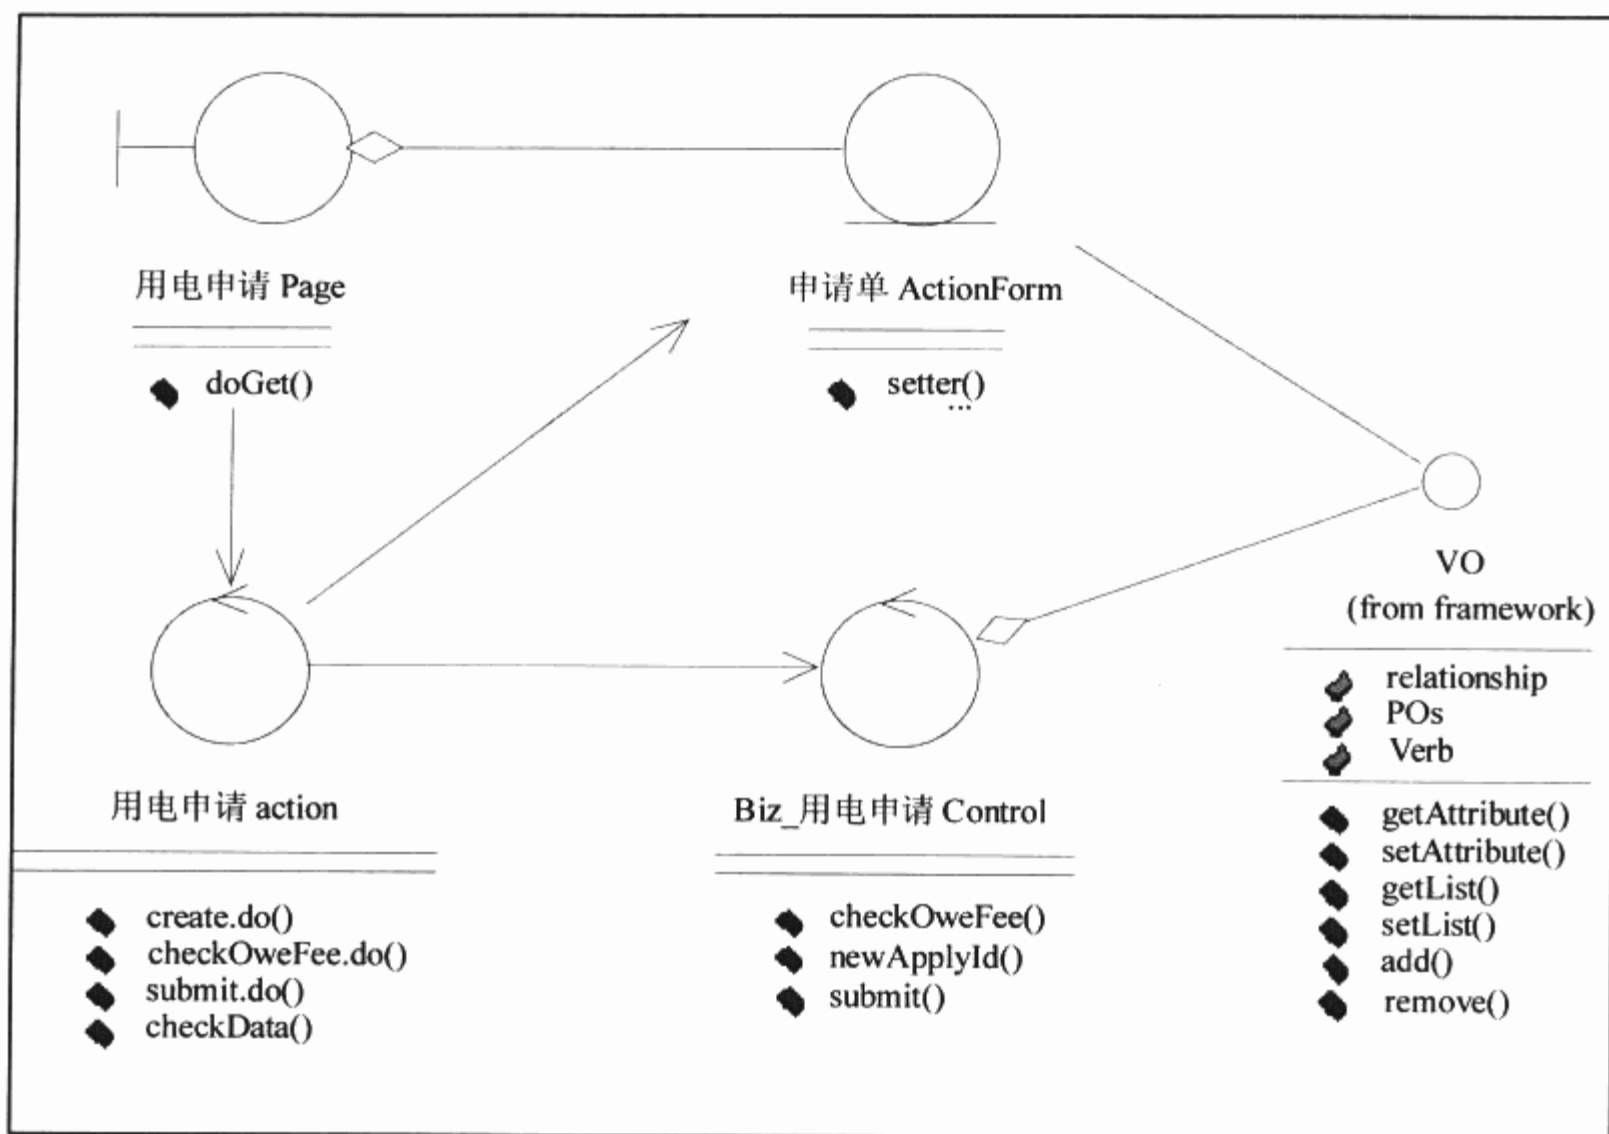 用电申请 Page
doGet()
申请单 ActionForm
setter()
...
VO
(from framework)
relationship
POs
Verb
getAttribute()
setAttribute()
getList()
setList()
add()
remove()
用电申请 action
create.do()
checkOweFee.do()
submit.do()
checkData()
Biz_用电申请 Control
checkOweFee()
newApplyId()
submit()